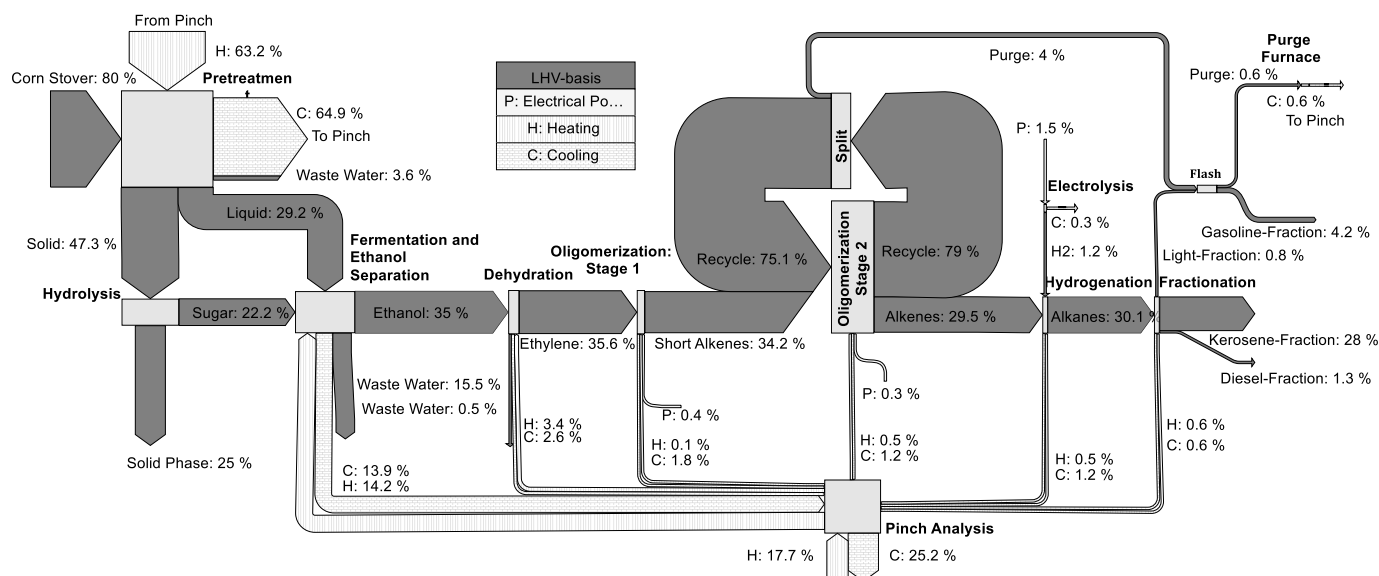 From Pinch
H: 63.2 %
Corn Stover: 80 %
Pretreatmen
C: 64.9 %
To Pinch
Waste Water: 3.6 %
Liquid: 29.2 %
Solid: 47.3 %
Hydrolysis
Sugar: 22.2 %
Solid Phase: 25 %
Fermentation and
Ethanol
Separation
Ethanol: 35 %
Waste Water: 15.5 %
Waste Water: 0.5 %
C: 13.9 %
H: 14.2 %
LHV-basis
P: Electrical Po…
H: Heating
C: Cooling
Dehydration
Ethylene: 35.6 %
H: 3.4 %
C: 2.6 %
Oligomerization:
Stage 1
Short Alkenes: 34.2 %
P: 0.4 %
H: 0.1 %
C: 1.8 %
Recycle: 75.1 %
Split
Oligomerization
Stage 2
Recycle: 79 %
Alkenes: 29.5 %
P: 0.3 %
H: 0.5 %
C: 1.2 %
Purge: 4 %
P: 1.5 %
Electrolysis
C: 0.3 %
H2: 1.2 %
Hydrogenation
Alkanes: 30.1 %
H: 0.5 %
C: 1.2 %
Purge
Furnace
Purge: 0.6 %
C: 0.6 %
To Pinch
Flash
Gasoline-Fraction: 4.2 %
Light-Fraction: 0.8 %
Fractionation
Kerosene-Fraction: 28 %
Diesel-Fraction: 1.3 %
H: 0.6 %
C: 0.6 %
Pinch Analysis
H: 17.7 %
C: 25.2 %